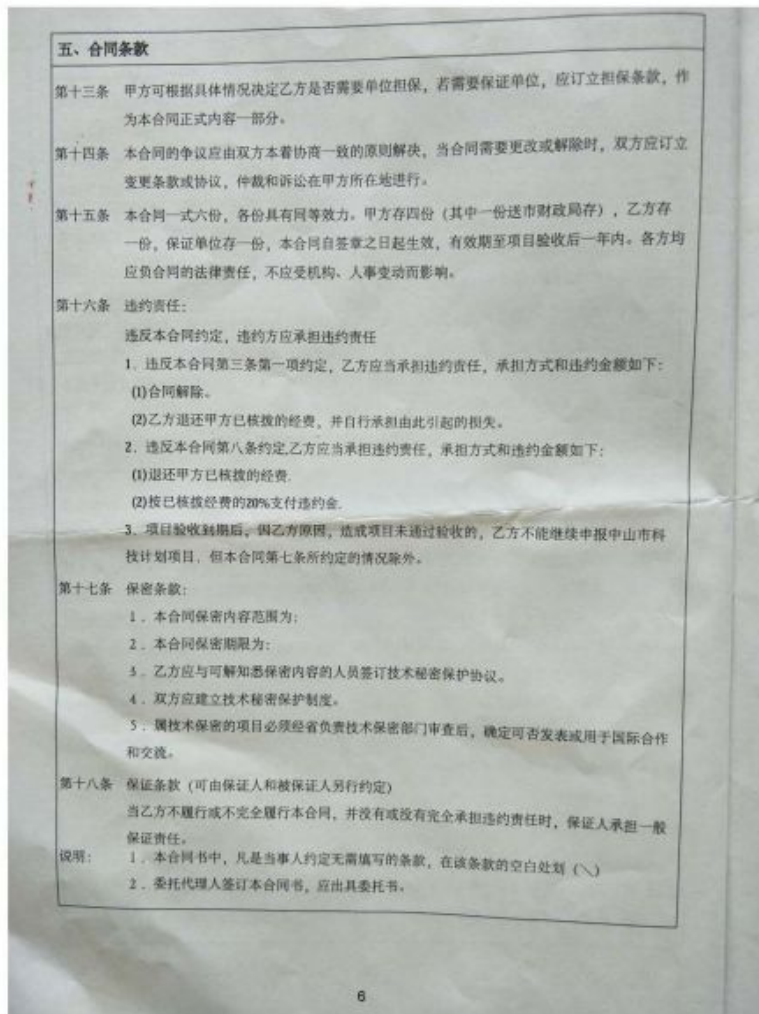 五、合同条款
第十三条 甲方可根据具体情况决定乙方是否需要单位担保，若需要保证单位，应订立担保条款，作
为本合同正式内容一部分。
第十四条 本合同的争议应由双方本着协商一致的原则解决，当合同需要更改或解除时，双方应订立
变更条款或协议，仲裁和诉讼在甲方所在地进行。
第十五条 本合同一式六份，各份具有同等效力。甲方存四份（其中一份送市财政局存），乙方存
一份，保证单位存一份，本合同自签章之日起生效，有效期至项目验收后一年内。各方均
应负合同的法律责任，不应受机构、人事变动而影响。
第十六条 违约责任：
违反本合同约定，违约方应承担违约责任
1．违反本合同第三条第一项约定，乙方应当承担违约责任，承担方式和违约金额如下：
(1)合同解除。
(2)乙方退还甲方已核拨的经费，并自行承担由此引起的损失。
2．违反本合同第八条约定,乙方应当承担违约责任，承担方式和违约金额如下：
(1)退还甲方已核拨的经费.
(2)按已核拨经费的20%支付违约金.
3．项目验收到期后，因乙方原因，造成项目未通过验收的，乙方不能继续申报中山市科
技计划项目，但本合同第七条所约定的情况除外。
第十七条 保密条款：
1．本合同保密内容范围为：
2．本合同保密期限为：
3．乙方应与可解知悉保密内容的人员签订技术秘密保护协议。
4．双方应建立技术秘密保护制度。
5．属技术保密的项目必须经省负责技术保密部门审查后，确定可否发表或用于国际合作
和交流。
第十八条 保证条款（可由保证人和被保证人另行约定）
当乙方不履行或不完全履行本合同，并没有或没有完全承担违约责任时，保证人承担一般
保证责任。
说明： 1．本合同书中，凡是当事人约定无需填写的条款，在该条款的空白处划（＼）
2．委托代理人签订本合同书，应出具委托书。
6